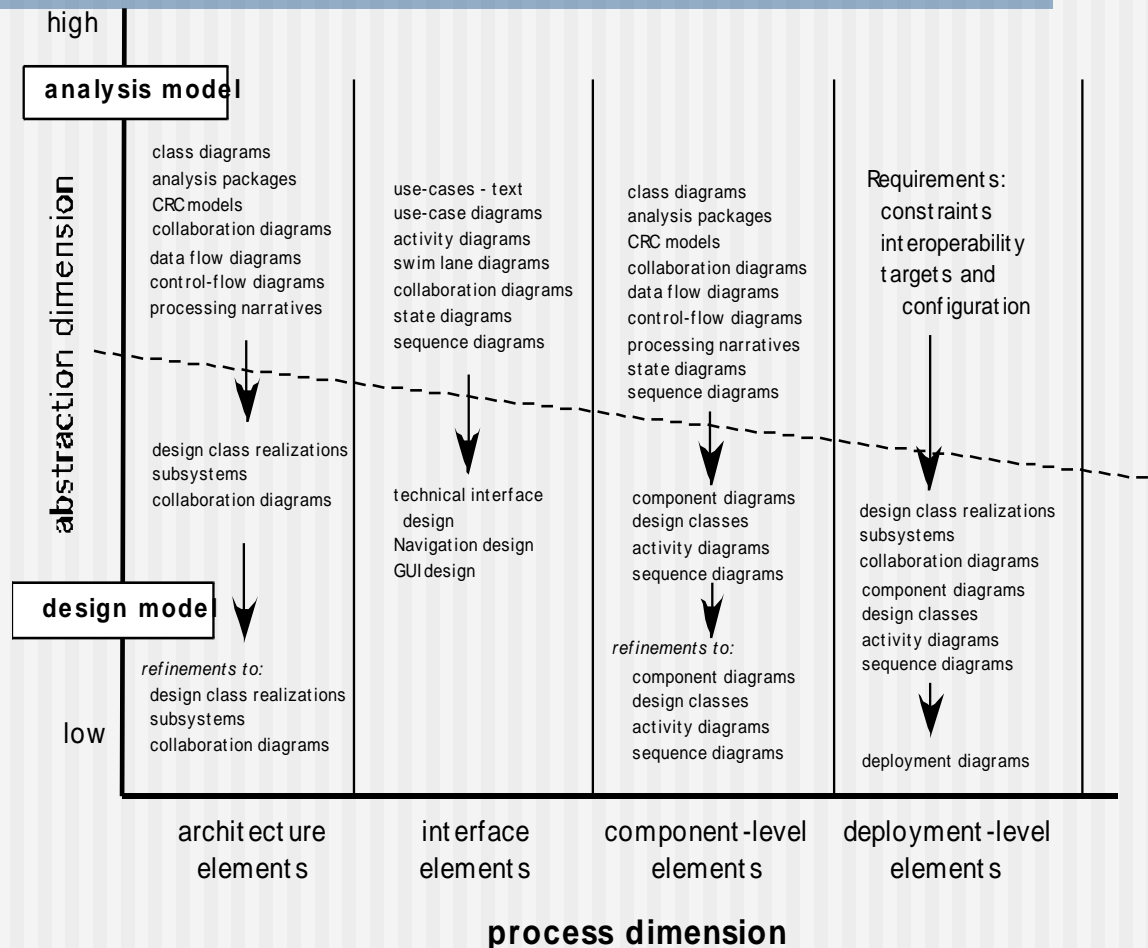 high
analysis model
abstraction dimension
design model
low
class diagrams
analysis packages
CRC models
collaboration diagrams
data flow diagrams
control-flow diagrams
processing narratives
design class realizations
subsystems
collaboration diagrams
refinements to:
design class realizations
subsystems
collaboration diagrams
use-cases - text
use-case diagrams
activity diagrams
swim lane diagrams
collaboration diagrams
state diagrams
sequence diagrams
technical interface
design
Navigation design
GUI design
class diagrams
analysis packages
CRC models
collaboration diagrams
data flow diagrams
control-flow diagrams
processing narratives
state diagrams
sequence diagrams
component diagrams
design classes
activity diagrams
sequence diagrams
refinements to:
component diagrams
design classes
activity diagrams
sequence diagrams
Requirements:
constraints
interoperability
targets and
configuration
design class realizations
subsystems
collaboration diagrams
component diagrams
design classes
activity diagrams
sequence diagrams
deployment diagrams
architecture
elements
interface
elements
component-level
elements
deployment-level
elements
process dimension